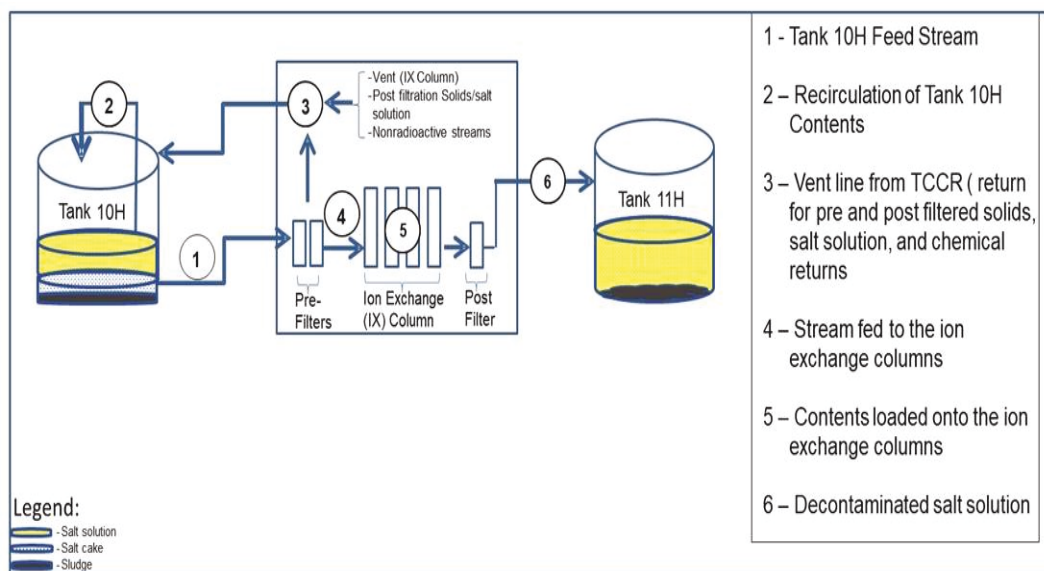 2
3
- Vent (IX Column)
- Post filtration Solids/salt
solution
- Nonradioactive streams
Tank 10H
1
4
5
6
Tank 11H
Pre-
Filters
Ion Exchange
(IX) Column
Post
Filter
Legend:
- Salt solution
- Salt cake
- Sludge
1 - Tank 10H Feed Stream
2 – Recirculation of Tank 10H
Contents
3 – Vent line from TCCR ( return
for pre and post filtered solids,
salt solution, and chemical
returns
4 – Stream fed to the ion
exchange columns
5 – Contents loaded onto the ion
exchange columns
6 – Decontaminated salt solution